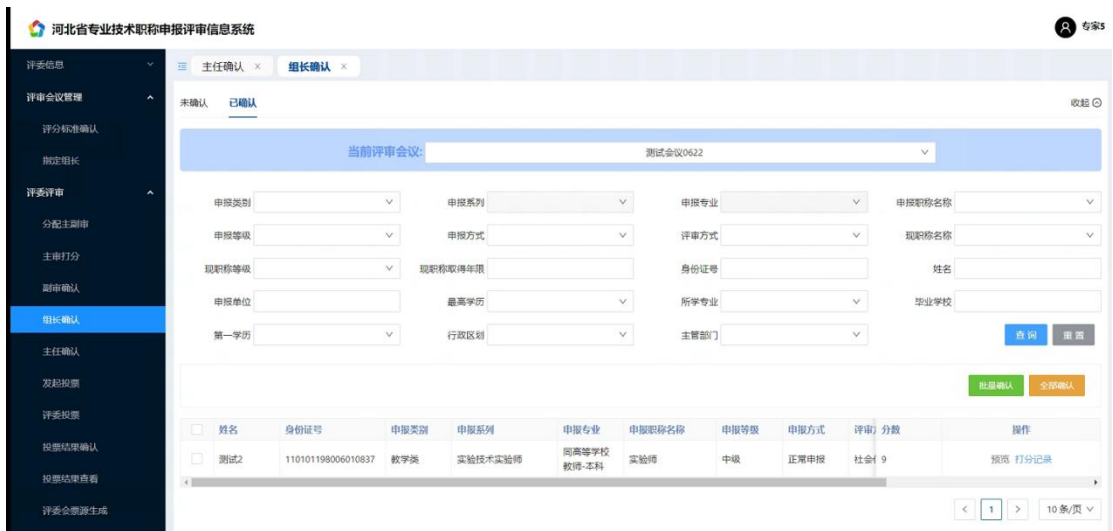 河北省专业技术职称申报评审信息系统
专家5
评委信息
主任确认 ×
组长确认 ×
评审会议管理
未确认
已确认
收起
评分标准确认
当前评审会议:
测试会议0622
指定组长
评委评审
申报类别
申报系列
申报专业
申报职称名称
分配主副审
申报等级
申报方式
评审方式
现职称名称
主审打分
现职称等级
现职称取得年限
身份证号
姓名
副审确认
申报单位
最高学历
所学专业
毕业学校
组长确认
第一学历
行政区划
主管部门
查询
重置
主任确认
发起投票
批量确认
全部确认
评委投票
姓名 身份证号 申报类别 申报系列 申报专业 申报职称名称 申报等级 申报方式 评审 分数 操作
投票结果确认
测试2 110101198006010837 教学类 实验技术实验师 同高等学校教师-本科 实验师 中级 正常申报 社会 9 预览 打分记录
投票结果查看
评委会票源生成
< 1 > 10 条/页